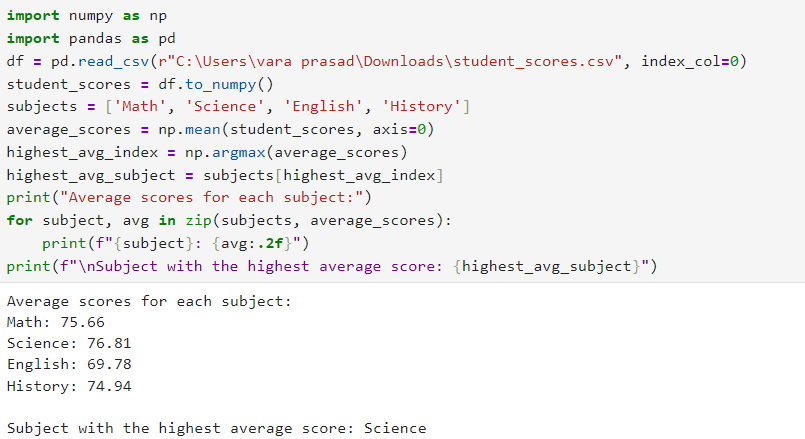 import numpy as np
import pandas as pd
df = pd.read_csv(r"C:\Users\vara prasad\Downloads\student_scores.csv", index_col=0)
student_scores = df.to_numpy()
subjects = ['Math', 'Science', 'English', 'History']
average_scores = np.mean(student_scores, axis=0)
highest_avg_index = np.argmax(average_scores)
highest_avg_subject = subjects[highest_avg_index]
print("Average scores for each subject:")
for subject, avg in zip(subjects, average_scores):
    print(f"{subject}: {avg:.2f}")
print(f"\nSubject with the highest average score: {highest_avg_subject}")
Average scores for each subject:
Math: 75.66
Science: 76.81
English: 69.78
History: 74.94
Subject with the highest average score: Science